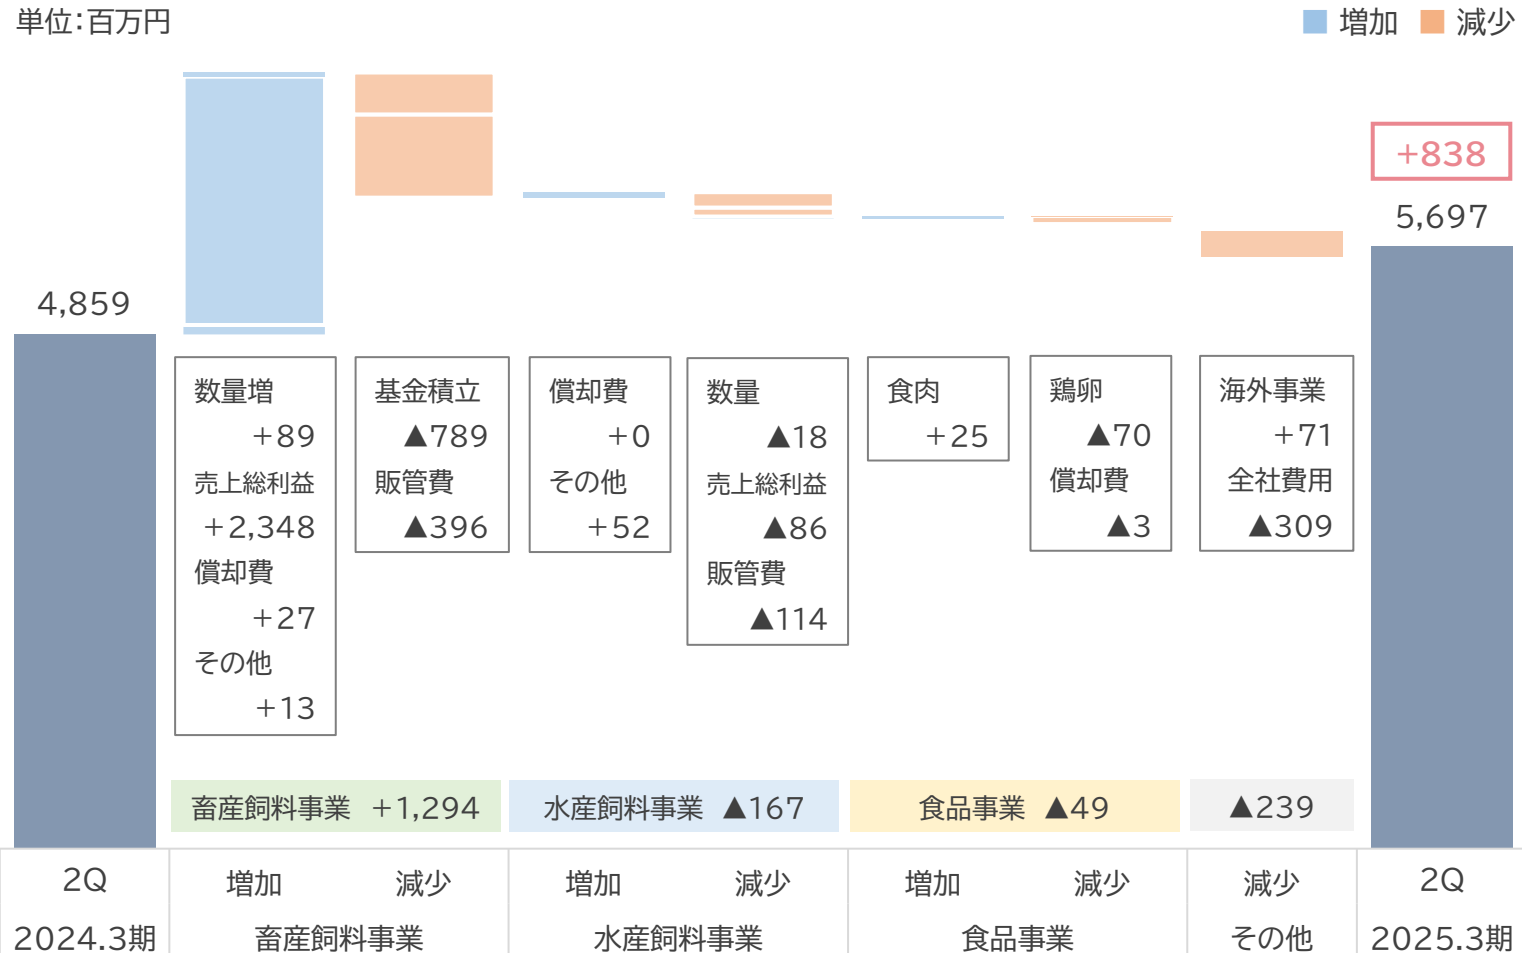 単位:百万円
増加 減少
+838
5,697
4,859
数量増
+89
売上総利益
+2,348
償却費
+27
その他
+13
基金積立
▲789
販管費
▲396
償却費
+0
その他
+52
数量
▲18
売上総利益
▲86
販管費
▲114
食肉
+25
鶏卵
▲70
償却費
▲3
海外事業
+71
全社費用
▲309
畜産飼料事業 +1,294
水産飼料事業 ▲167
食品事業 ▲49
▲239
2Q 増加 減少 増加 減少 増加 減少 減少 2Q
2024.3期 畜産飼料事業 水産飼料事業 食品事業 その他 2025.3期